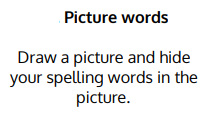 Picture words
Draw a picture and hide
your spelling words in the
picture.